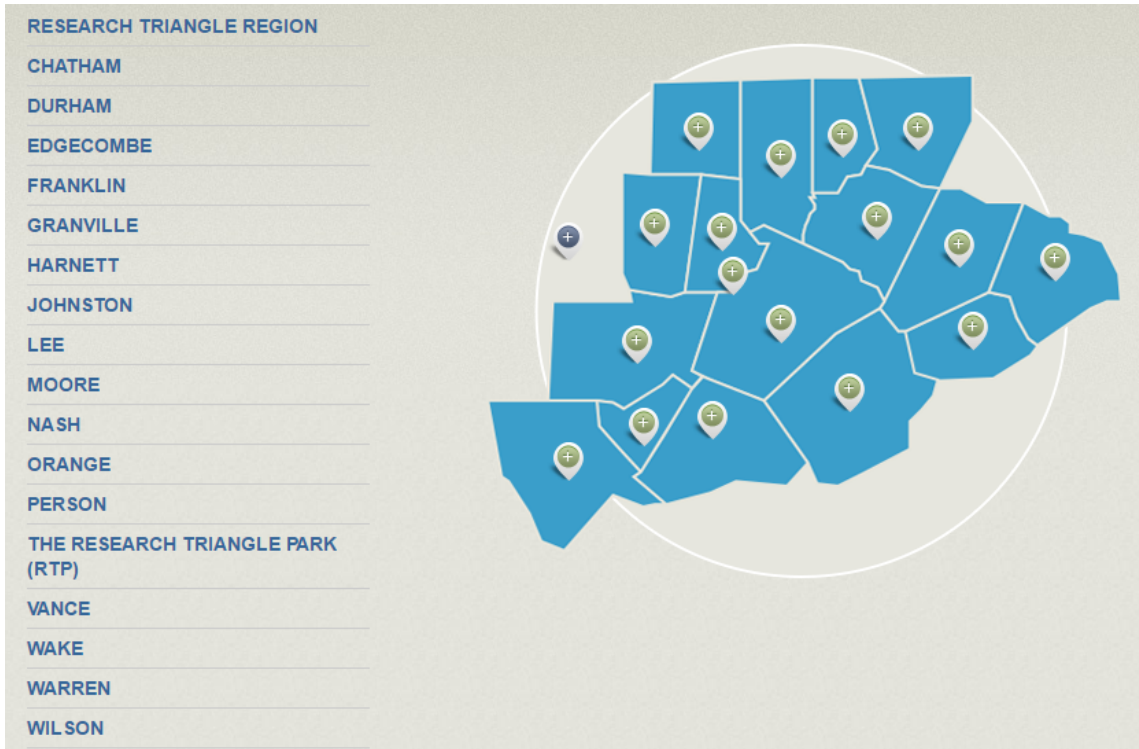 RESEARCH TRIANGLE REGION
CHATHAM
DURHAM
EDGECOMBE
FRANKLIN
GRANVILLE
HARNETT
JOHNSTON
LEE
MOORE
NASH
ORANGE
PERSON
THE RESEARCH TRIANGLE PARK
(RTP)
VANCE
WAKE
WARREN
WILSON